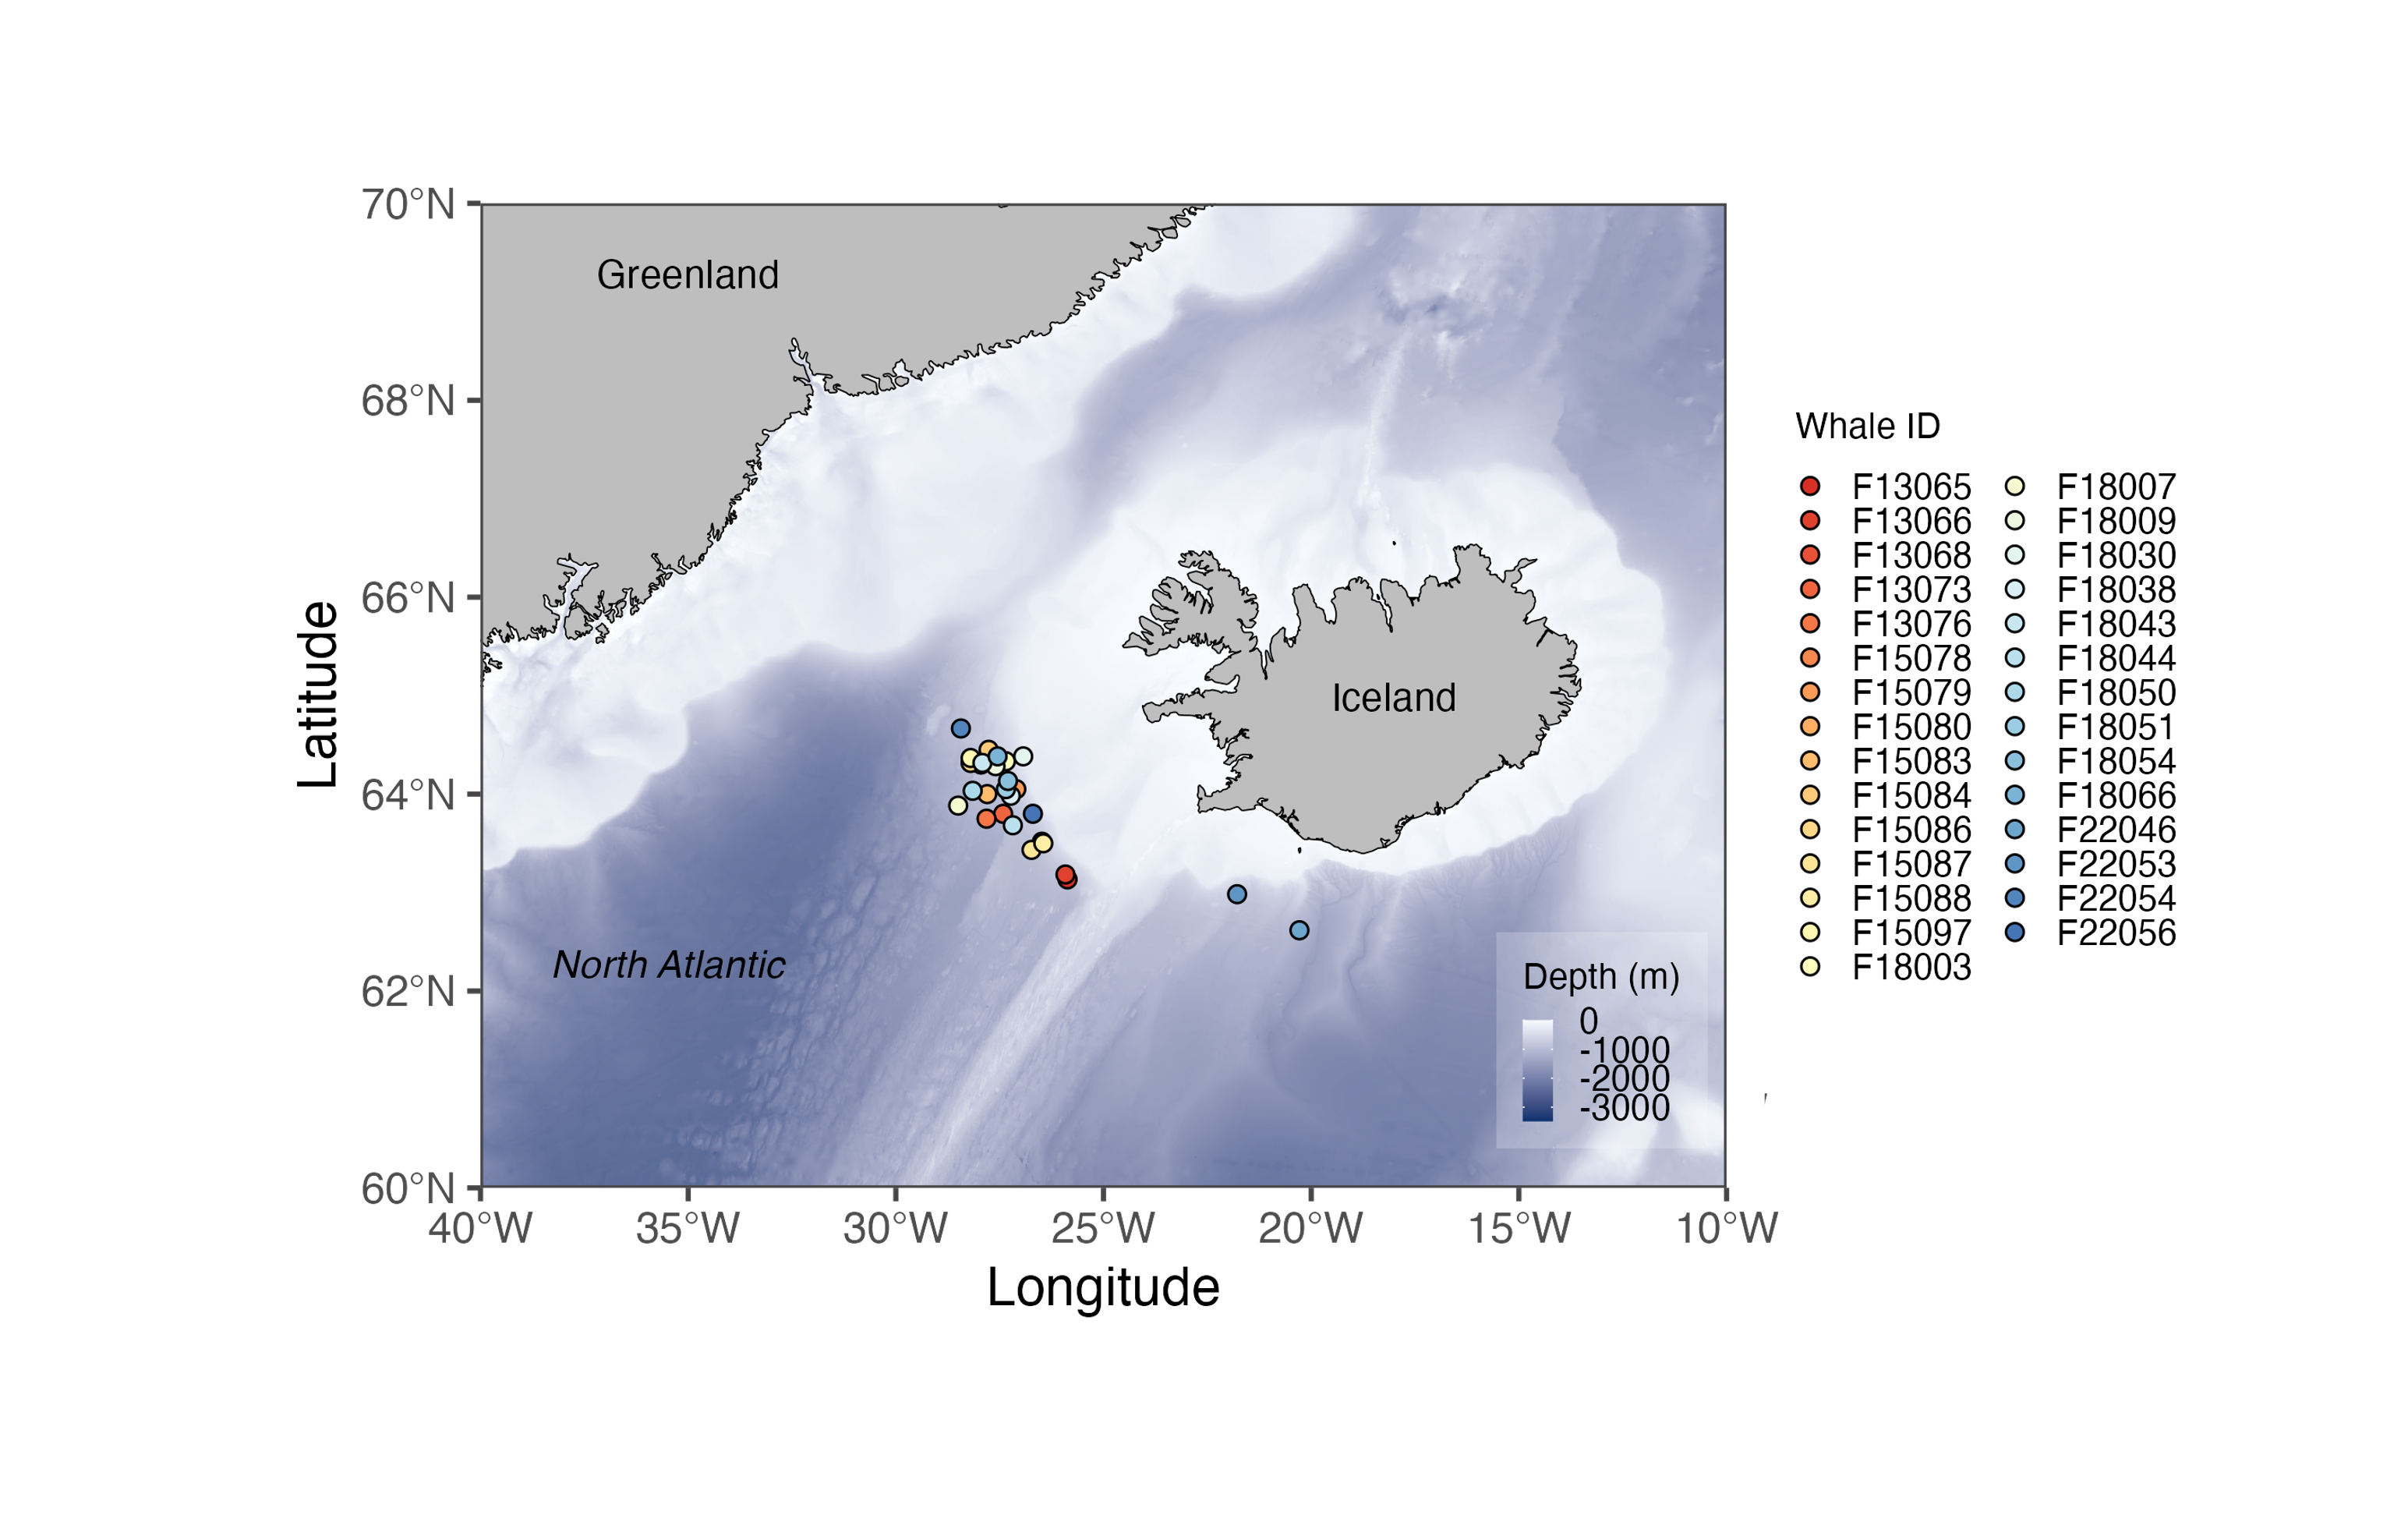 70°N
68°N
66°N
64°N
62°N
60°N
Latitude
40°W 35°W 30°W 25°W 20°W 15°W 10°W
Longitude
Greenland
Iceland
North Atlantic
Depth (m)
0
-1000
-2000
-3000
Whale ID
F13065
F13066
F13068
F13073
F13076
F15078
F15079
F15080
F15083
F15084
F15086
F15087
F15088
F15097
F18003
F18007
F18009
F18030
F18038
F18043
F18044
F18050
F18051
F18054
F18066
F22046
F22053
F22054
F22056